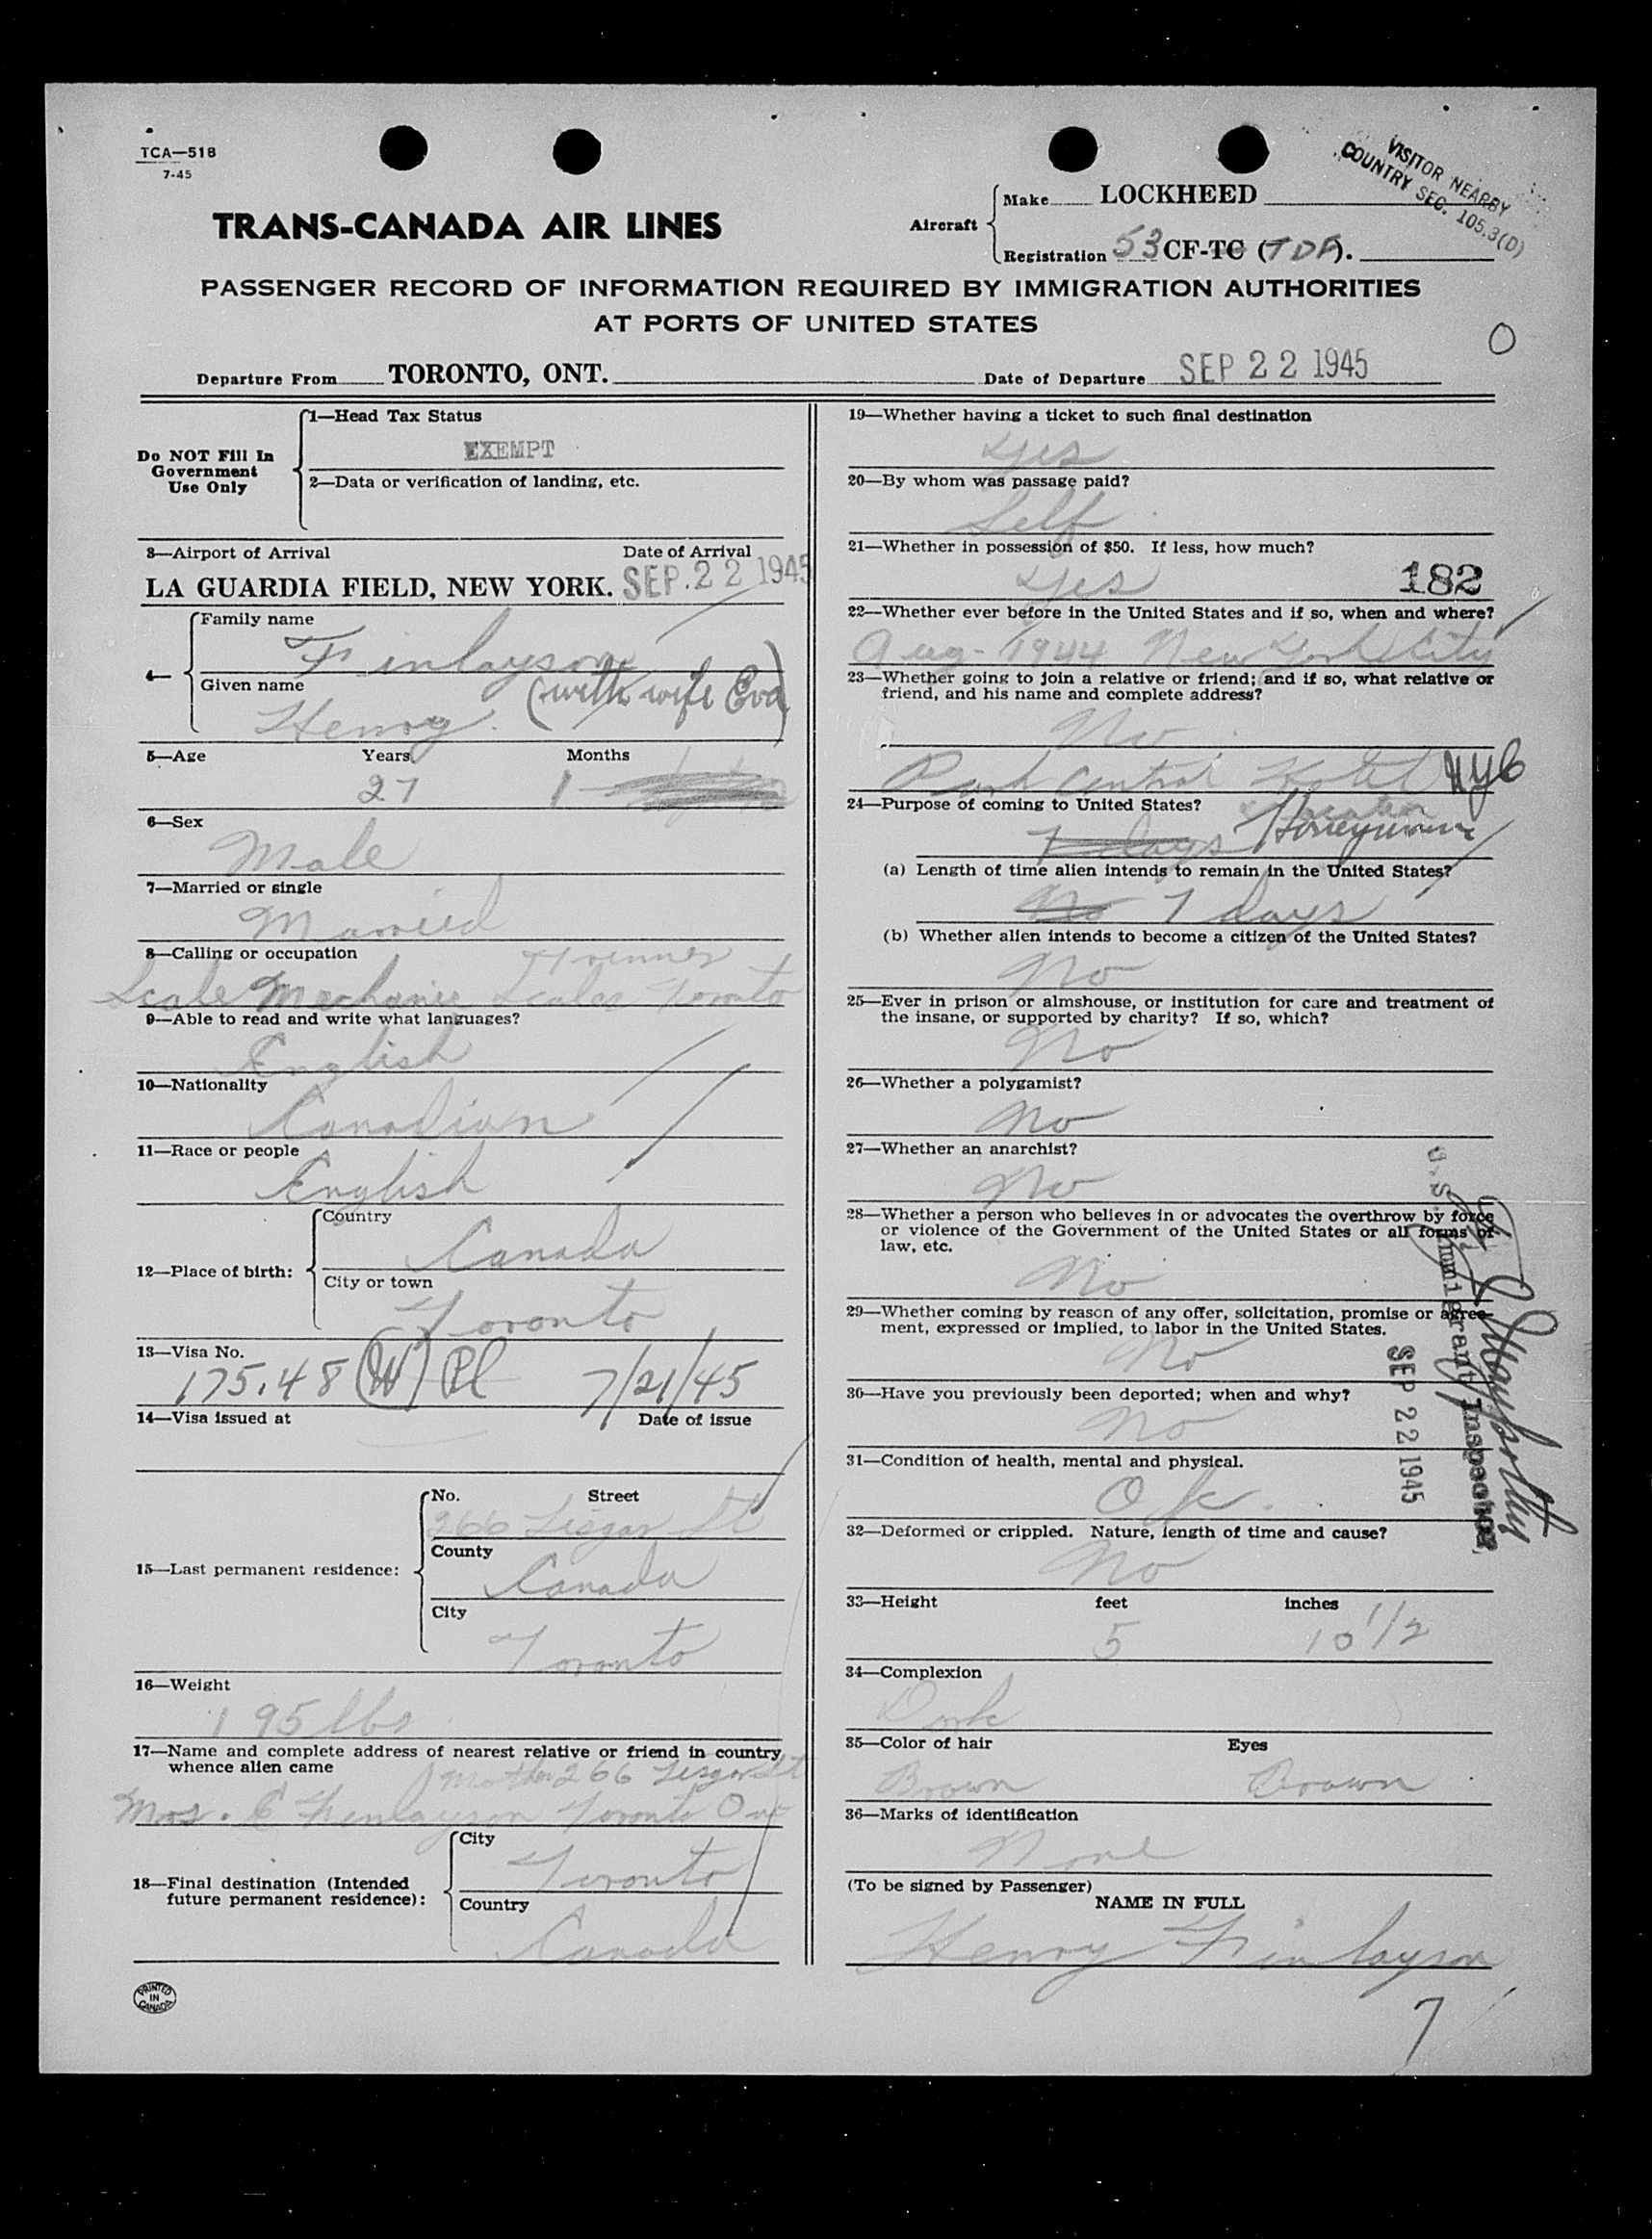 TCA—518
7-45
VISITOR NEARBY
COUNTRY SEC. 105.3(D)
TRANS-CANADA AIR LINES
Aircraft
Make LOCKHEED
Registration 53 CF-TC (TDF).
PASSENGER RECORD OF INFORMATION REQUIRED BY IMMIGRATION AUTHORITIES
AT PORTS OF UNITED STATES
0
Departure From TORONTO, ONT. Date of Departure SEP 22 1945
Do NOT Fill In
Government
Use Only
1—Head Tax Status
EXEMPT
2—Data or verification of landing, etc.
3—Airport of Arrival Date of Arrival
LA GUARDIA FIELD, NEW YORK. SEP. 22 1945
4—
Family name
Finlayson
Given name (with wife Eva)
Henry
5—Age Years Months
27 1
6—Sex
Male
7—Married or single
Married
8—Calling or occupation
Scale Mechanic Scales Toronto
9—Able to read and write what languages?
English
10—Nationality
Canadian
11—Race or people
English
12—Place of birth:
Country
Canada
City or town
Toronto
13—Visa No.
175.48 (W) Pl 7/21/45
14—Visa issued at Date of issue
15—Last permanent residence:
No. Street
266 Lisgar St
County
Canada
City
Toronto
16—Weight
195 lbs
17—Name and complete address of nearest relative or friend in country
whence alien came
Mother 266 Lisgar St
Mrs. E Finlayson Toronto Ont
18—Final destination (Intended
future permanent residence):
City
Toronto
Country
Canada
PRINTED
IN
CANADA
19—Whether having a ticket to such final destination
yes
20—By whom was passage paid?
Self
21—Whether in possession of $50. If less, how much?
yes 182
22—Whether ever before in the United States and if so, when and where?
Aug- 1944 New York City
23—Whether going to join a relative or friend; and if so, what relative or
friend, and his name and complete address?
No
Park Central Hotel NYC
24—Purpose of coming to United States?
7 days Honeymoon
(a) Length of time alien intends to remain in the United States?
No 7 days
(b) Whether alien intends to become a citizen of the United States?
No
25—Ever in prison or almshouse, or institution for care and treatment of
the insane, or supported by charity? If so, which?
No
26—Whether a polygamist?
No
27—Whether an anarchist?
No
28—Whether a person who believes in or advocates the overthrow by force
or violence of the Government of the United States or all forms of
law, etc.
No
29—Whether coming by reason of any offer, solicitation, promise or agree-
ment, expressed or implied, to labor in the United States.
No
30—Have you previously been deported; when and why?
No
31—Condition of health, mental and physical.
Ok.
32—Deformed or crippled. Nature, length of time and cause?
No
33—Height feet inches
5 10 1/2
34—Complexion
Dark
35—Color of hair Eyes
Brown Brown
36—Marks of identification
None
(To be signed by Passenger)
NAME IN FULL
Henry Finlayson
7
U.S. Immigrant Inspector
SEP 22 1945